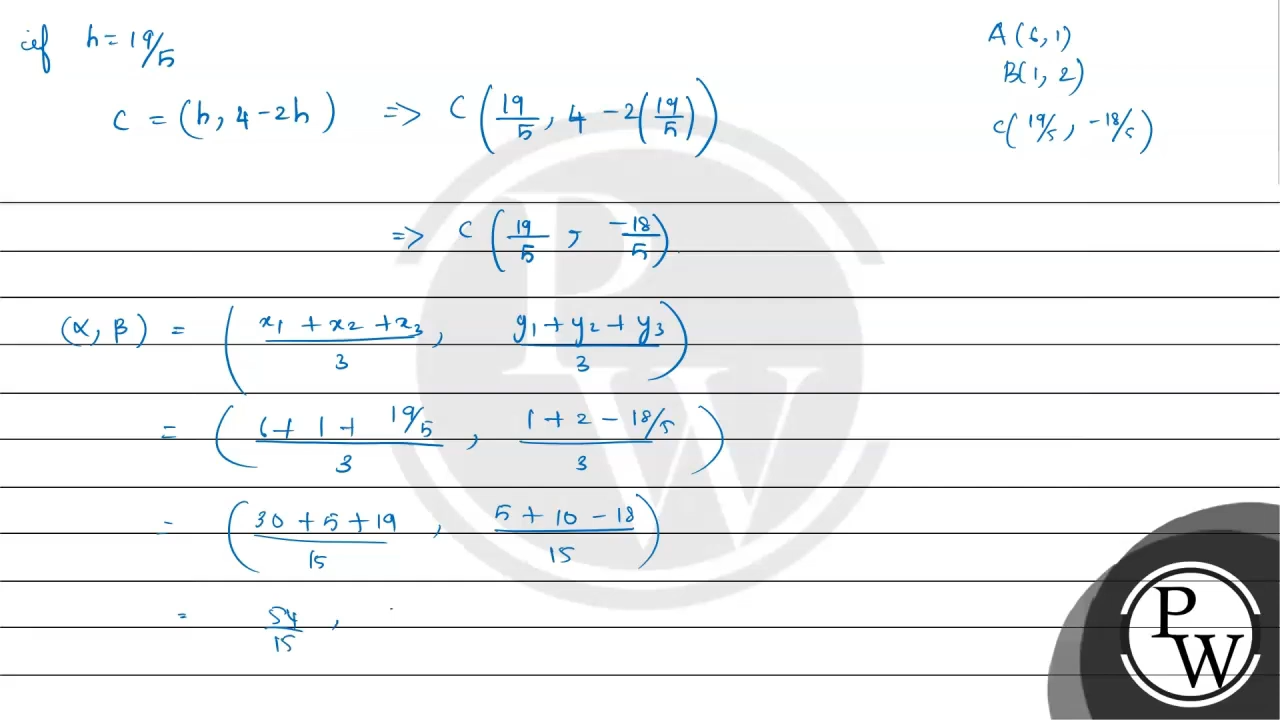 if h = 19/5
A(6,1)
B(1, 2)
C(19/5, -18/5)
C = (h, 4-2h) => C(19/5, 4 -2(19/5))
=> C(19/5, -18/5)
(α, β) = ((x1 + x2 + x3)/3, (y1 + y2 + y3)/3)
= ((6 + 1 + 19/5)/3, (1 + 2 - 18/5)/3)
= ((30 + 5 + 19)/15, (5 + 10 - 18)/15)
= 54/15,
PW
PW